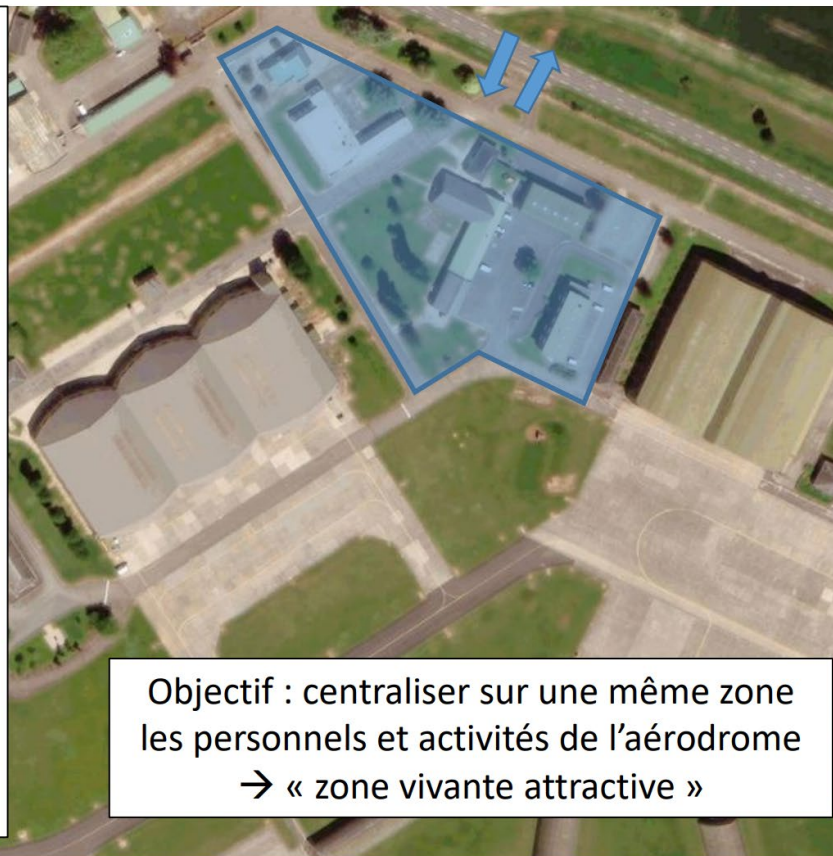 Objectif : centraliser sur une même zone
les personnels et activités de l’aérodrome
→ « zone vivante attractive »